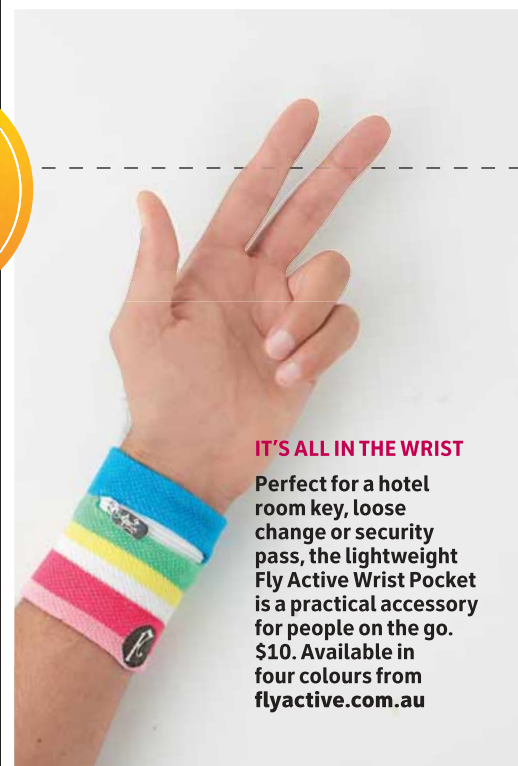 IT'S ALL IN THE WRIST
Perfect for a hotel
room key, loose
change or security
pass, the lightweight
Fly Active Wrist Pocket
is a practical accessory
for people on the go.
$10. Available in
four colours from
flyactive.com.au